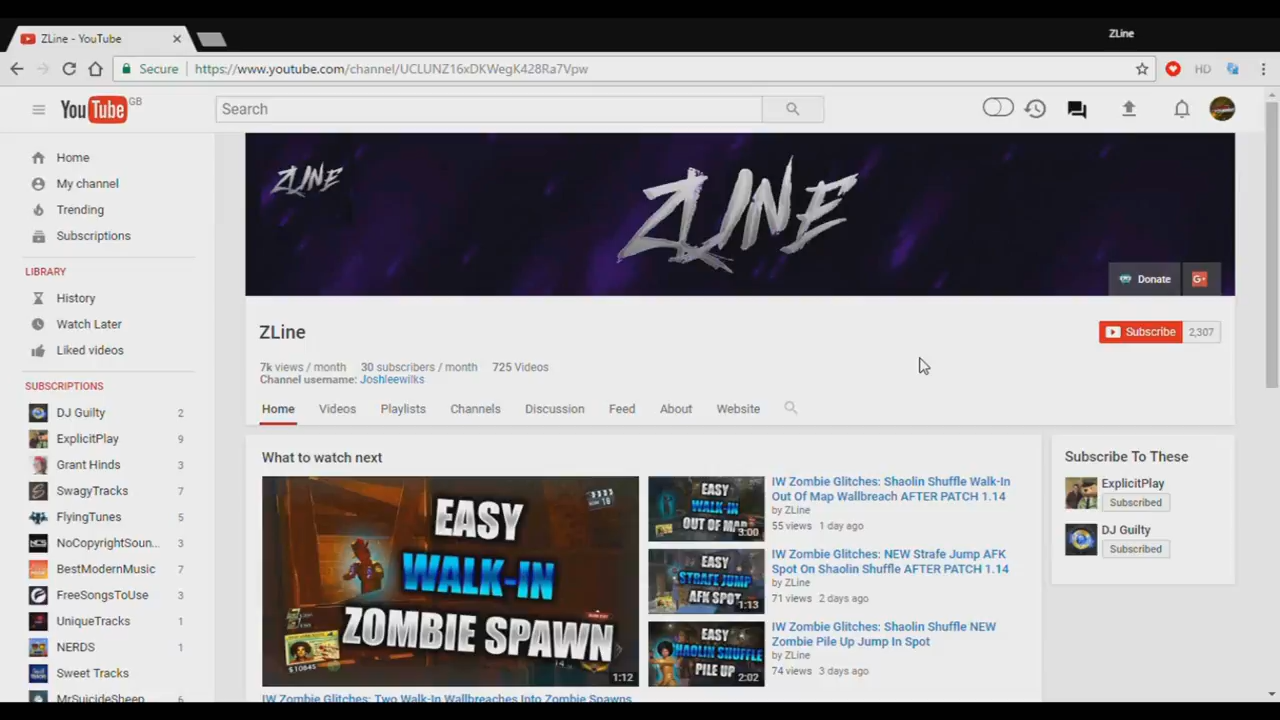 ZLine - YouTube
ZLine
Secure
https://www.youtube.com/channel/UCLUNZ16xDKWegK428Ra7Vpw
HD
YouTube GB
Search
Home
My channel
Trending
Subscriptions
LIBRARY
History
Watch Later
Liked videos
SUBSCRIPTIONS
DJ Guilty 2
ExplicitPlay 9
Grant Hinds 3
SwagyTracks 7
FlyingTunes 5
NoCopyrightSoun... 3
BestModernMusic 7
FreeSongsToUse 3
UniqueTracks 1
NERDS 1
Sweet Tracks
MrSuicideSheep 6
ZLINE
ZLINE
Donate
G+
ZLine
Subscribe 2,307
7k views / month 30 subscribers / month 725 Videos
Channel username: Joshleewilks
Home Videos Playlists Channels Discussion Feed About Website
What to watch next
EASY
WALK-IN
ZOMBIE SPAWN
1:12
IW Zombie Glitches: Two Walk-In Wallbreaches Into Zombie Spawns
EASY
WALK-IN
OUT OF MAP
3:00
IW Zombie Glitches: Shaolin Shuffle Walk-In
Out Of Map Wallbreach AFTER PATCH 1.14
by ZLine
55 views 1 day ago
EASY
STRAFE JUMP
AFK SPOT
1:13
IW Zombie Glitches: NEW Strafe Jump AFK
Spot On Shaolin Shuffle AFTER PATCH 1.14
by ZLine
71 views 2 days ago
EASY
SHAOLIN SHUFFLE
PILE UP
2:02
IW Zombie Glitches: Shaolin Shuffle NEW
Zombie Pile Up Jump In Spot
by ZLine
74 views 3 days ago
Subscribe To These
ExplicitPlay
Subscribed
DJ Guilty
Subscribed